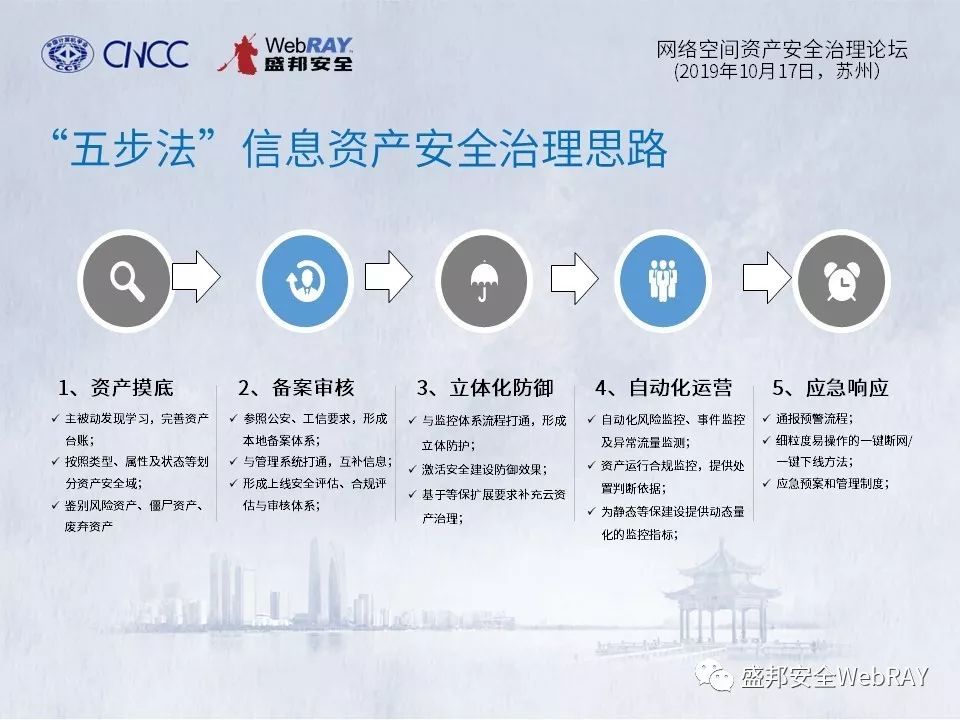 CNCC
WebRAY
盛邦安全
网络空间资产安全治理论坛
(2019年10月17日，苏州）
“五步法”信息资产安全治理思路
1、资产摸底
✓ 主被动发现学习，完善资产
台账；
✓ 按照类型、属性及状态等划
分资产安全域；
✓ 鉴别风险资产、僵尸资产、
废弃资产
2、备案审核
✓ 参照公安、工信要求，形成
本地备案体系；
✓ 与管理系统打通，互补信息；
✓ 形成上线安全评估、合规评
估与审核体系；
3、立体化防御
✓ 与监控体系流程打通，形成
立体防护；
✓ 激活安全建设防御效果；
✓ 基于等保扩展要求补充云资
产治理；
4、自动化运营
✓ 自动化风险监控、事件监控
及异常流量监测；
✓ 资产运行合规监控，提供处
置判断依据；
✓ 为静态等保建设提供动态量
化的监控指标；
5、应急响应
✓ 通报预警流程；
✓ 细粒度易操作的一键断网/
一键下线方法；
✓ 应急预案和管理制度；
盛邦安全WebRAY